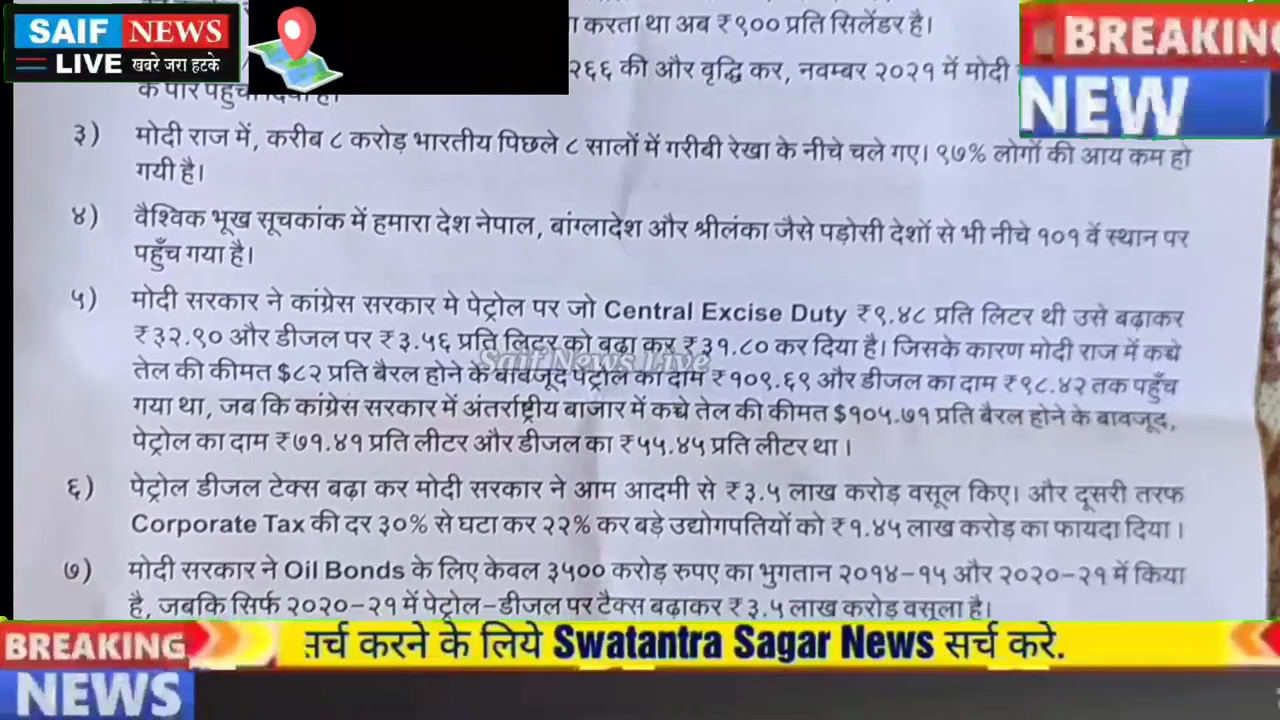 SAIF NEWS
LIVE खबरे जरा हटके
करता था अब ₹९०० प्रति सिलेंडर है।
२६६ की और वृद्धि कर, नवम्बर २०२१ में मोदी
के पार पहुंचा दिया है।
३) मोदी राज में, करीब ८ करोड़ भारतीय पिछले ८ सालों में गरीबी रेखा के नीचे चले गए। ९७% लोगों की आय कम हो
गयी है।
४) वैश्विक भूख सूचकांक में हमारा देश नेपाल, बांग्लादेश और श्रीलंका जैसे पड़ोसी देशों से भी नीचे १०१ वें स्थान पर
पहुँच गया है।
५) मोदी सरकार ने कांग्रेस सरकार मे पेट्रोल पर जो Central Excise Duty ₹९.४८ प्रति लिटर थी उसे बढ़ाकर
₹३२.९० और डीजल पर ₹३.५६ प्रति लिटर को बढ़ा कर ₹३१.८० कर दिया है। जिसके कारण मोदी राज में कच्चे
तेल की कीमत $८२ प्रति बैरल होने के बावजूद पेट्रोल का दाम ₹१०९.६९ और डीजल का दाम ₹९८.४२ तक पहुँच
गया था, जब कि कांग्रेस सरकार में अंतर्राष्ट्रीय बाजार में कच्चे तेल की कीमत $१०५.७१ प्रति बैरल होने के बावजूद,
पेट्रोल का दाम ₹७१.४१ प्रति लीटर और डीजल का ₹५५.४५ प्रति लीटर था।
६) पेट्रोल डीजल टेक्स बढ़ा कर मोदी सरकार ने आम आदमी से ₹३.५ लाख करोड़ वसूल किए। और दूसरी तरफ
Corporate Tax की दर ३०% से घटा कर २२% कर बड़े उद्योगपतियों को ₹१.४५ लाख करोड़ का फायदा दिया।
७) मोदी सरकार ने Oil Bonds के लिए केवल ३५०० करोड़ रुपए का भुगतान २०१४-१५ और २०२०-२१ में किया
है, जबकि सिर्फ २०२०-२१ में पेट्रोल-डीजल पर टैक्स बढ़ाकर ₹३.५ लाख करोड़ वसूला है।
Saif News Live
BREAKING
NEW
BREAKING
NEWS
सर्च करने के लिये Swatantra Sagar News सर्च करे.